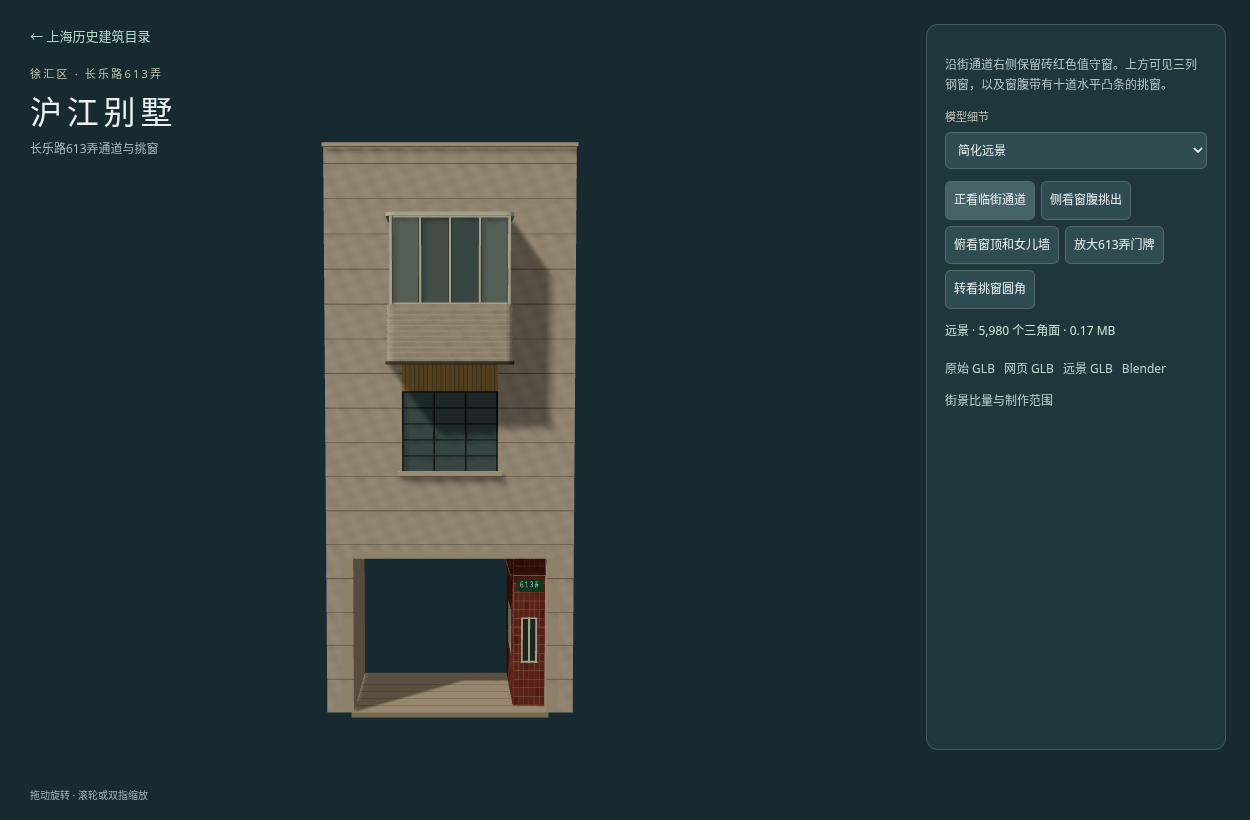 ← 上海历史建筑目录
徐汇区 · 长乐路613弄
沪江别墅
长乐路613弄通道与挑窗
沿街通道右侧保留砖红色值守窗。上方可见三列
钢窗，以及窗腹带有十道水平凸条的挑窗。
模型细节
简化远景
正看临街通道 侧看窗腹挑出
俯看窗顶和女儿墙 放大613弄门牌
转看挑窗圆角
远景 · 5,980 个三角面 · 0.17 MB
原始 GLB 网页 GLB 远景 GLB Blender
街景比量与制作范围
613弄
拖动旋转 · 滚轮或双指缩放